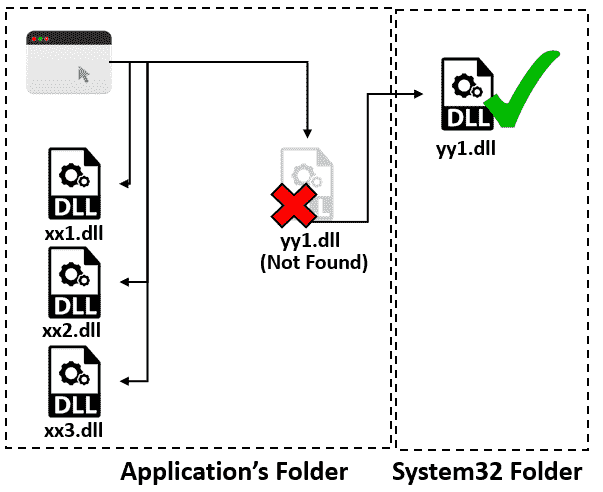 DLL
yy1.dll
DLL
xx1.dll
yy1.dll
(Not Found)
DLL
xx2.dll
DLL
xx3.dll
Application's Folder
System32 Folder